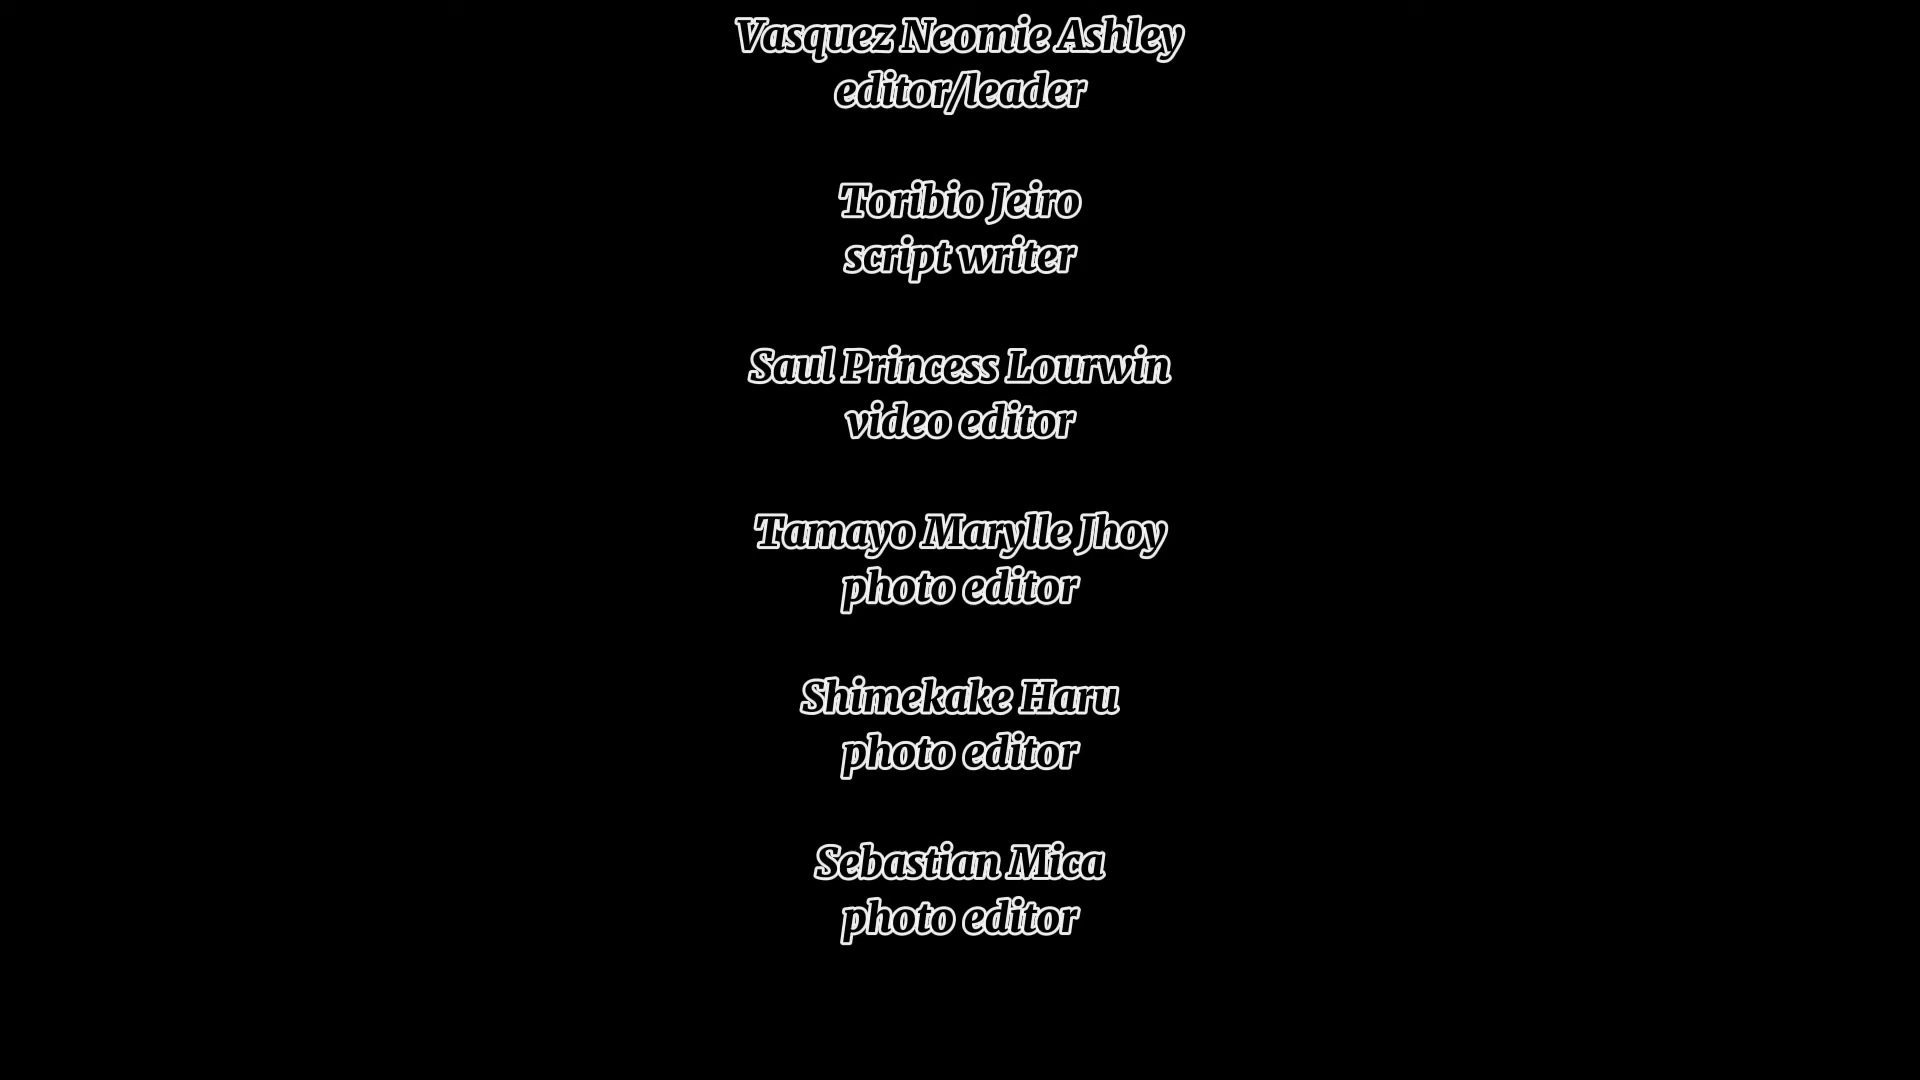 Vasquez Neomie Ashley
editor/leader
Toribio Jeiro
script writer
Saul Princess Lourwin
video editor
Tamayo Marylle Jhoy
photo editor
Shimekake Haru
photo editor
Sebastian Mica
photo editor